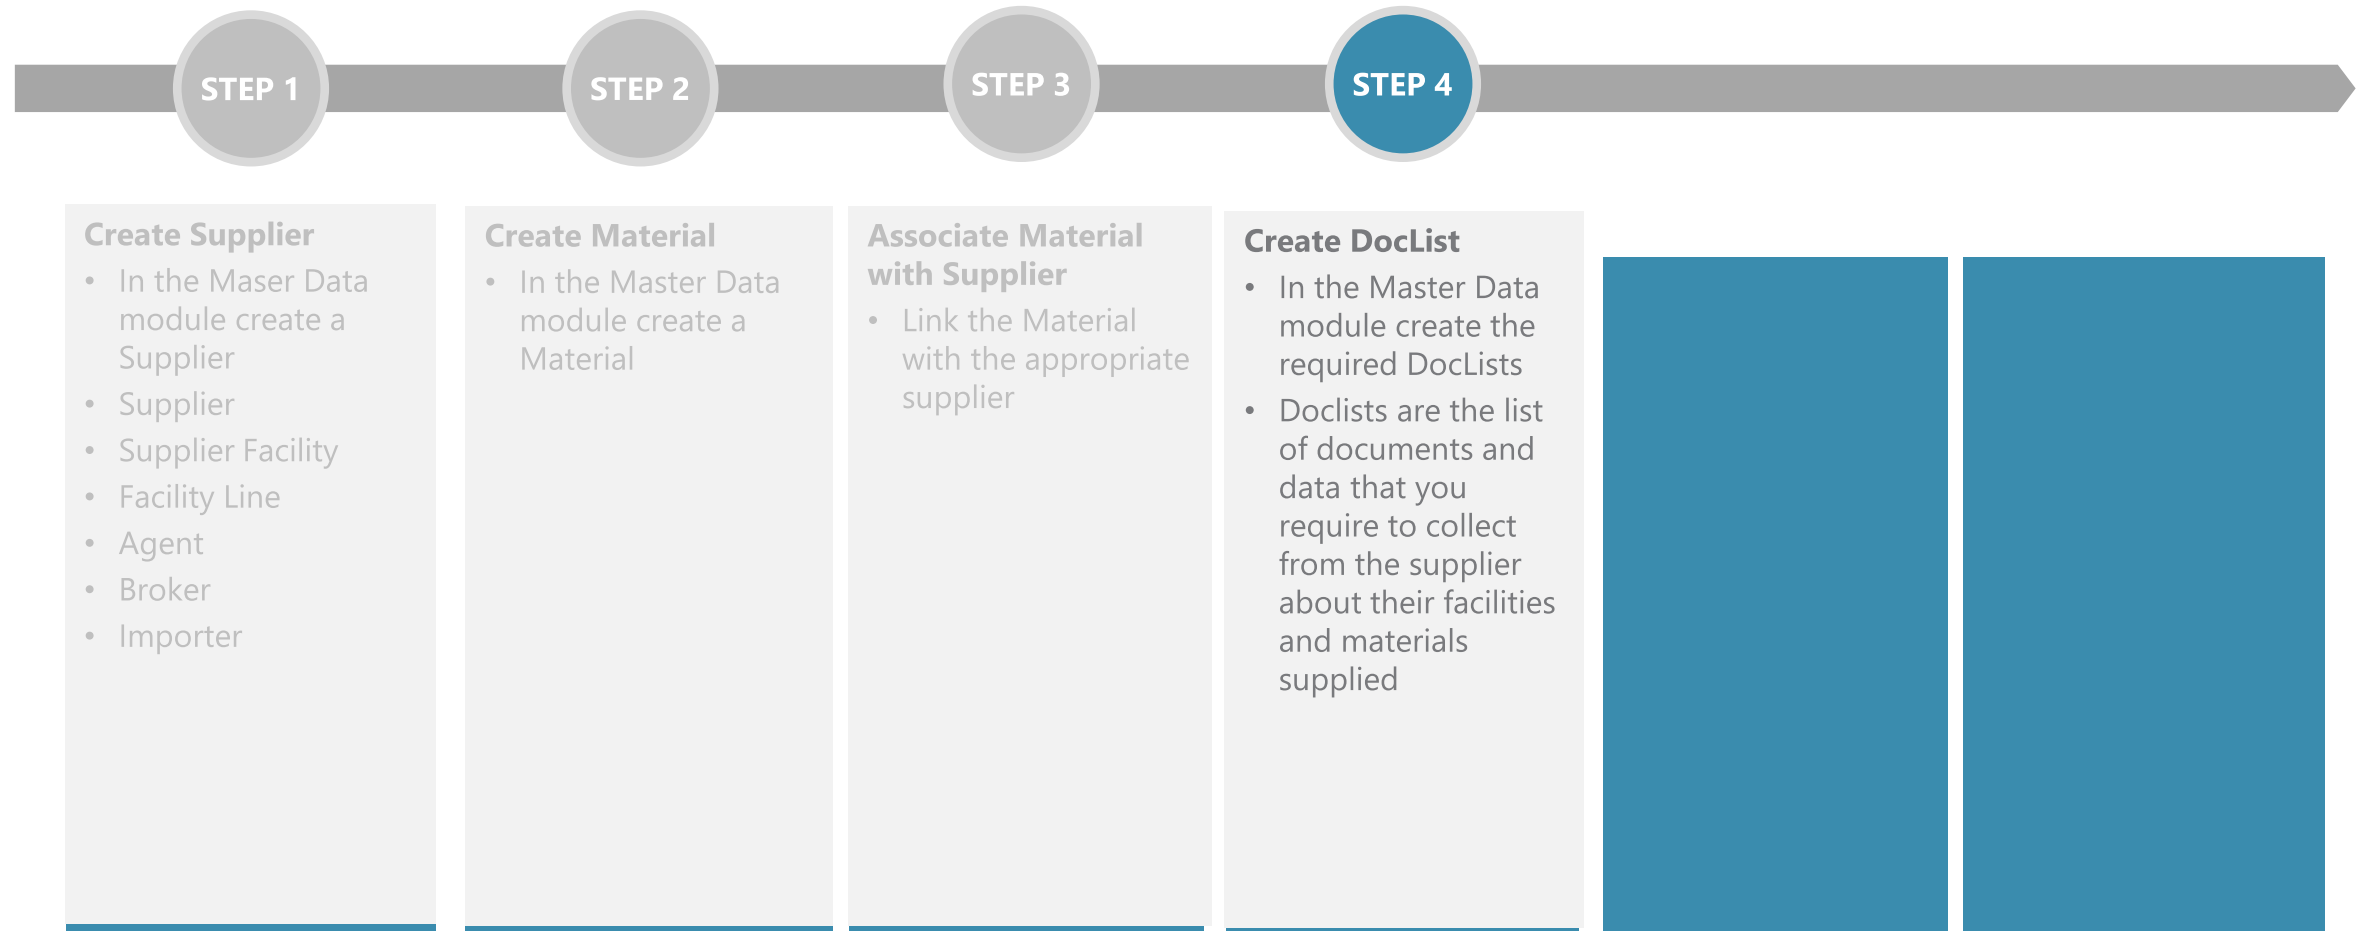 STEP 1
STEP 2
STEP 3
STEP 4
Create Supplier
• In the Maser Data
module create a
Supplier
• Supplier
• Supplier Facility
• Facility Line
• Agent
• Broker
• Importer
Create Material
• In the Master Data
module create a
Material
Associate Material
with Supplier
• Link the Material
with the appropriate
supplier
Create DocList
• In the Master Data
module create the
required DocLists
• Doclists are the list
of documents and
data that you
require to collect
from the supplier
about their facilities
and materials
supplied